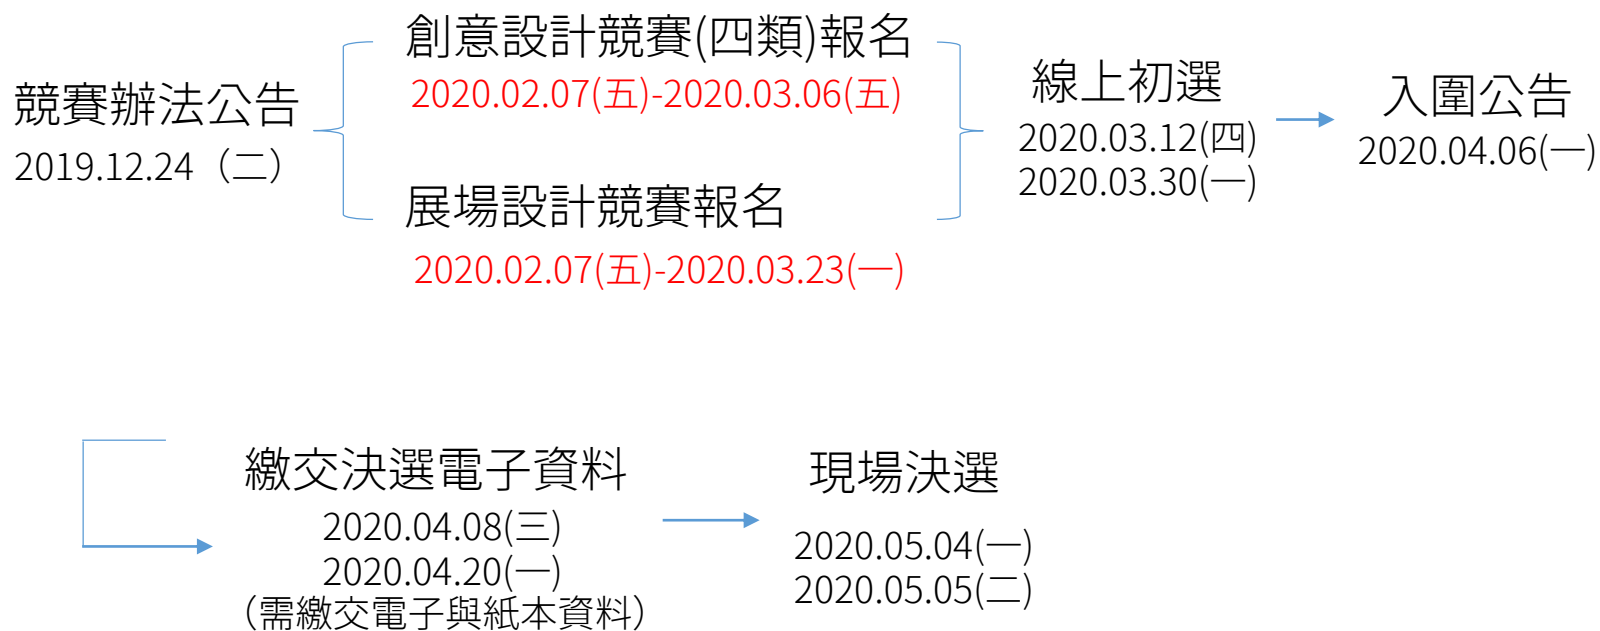 競賽辦法公告
2019.12.24（二）
創意設計競賽(四類)報名
2020.02.07(五)-2020.03.06(五)
展場設計競賽報名
2020.02.07(五)-2020.03.23(一)
線上初選
2020.03.12(四)
2020.03.30(一)
入圍公告
2020.04.06(一)
繳交決選電子資料
2020.04.08(三)
2020.04.20(一)
（需繳交電子與紙本資料）
現場決選
2020.05.04(一)
2020.05.05(二)